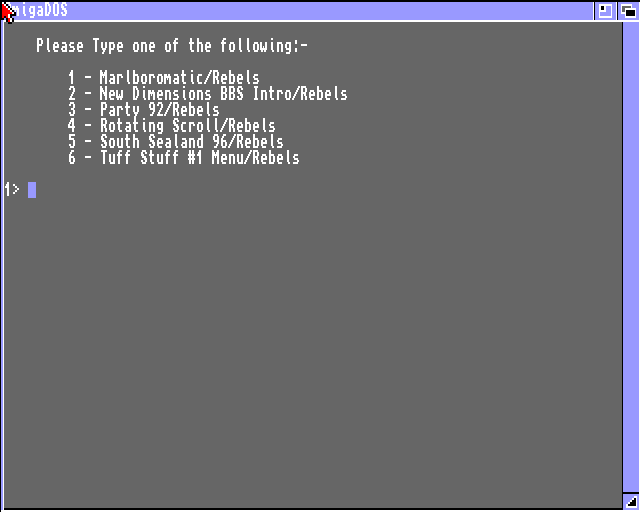 migaDOS
Please Type one of the following:-
1 - Marlboromatic/Rebels
2 - New Dimensions BBS Intro/Rebels
3 - Party 92/Rebels
4 - Rotating Scroll/Rebels
5 - South Sealand 96/Rebels
6 - Tuff Stuff #1 Menu/Rebels
1>